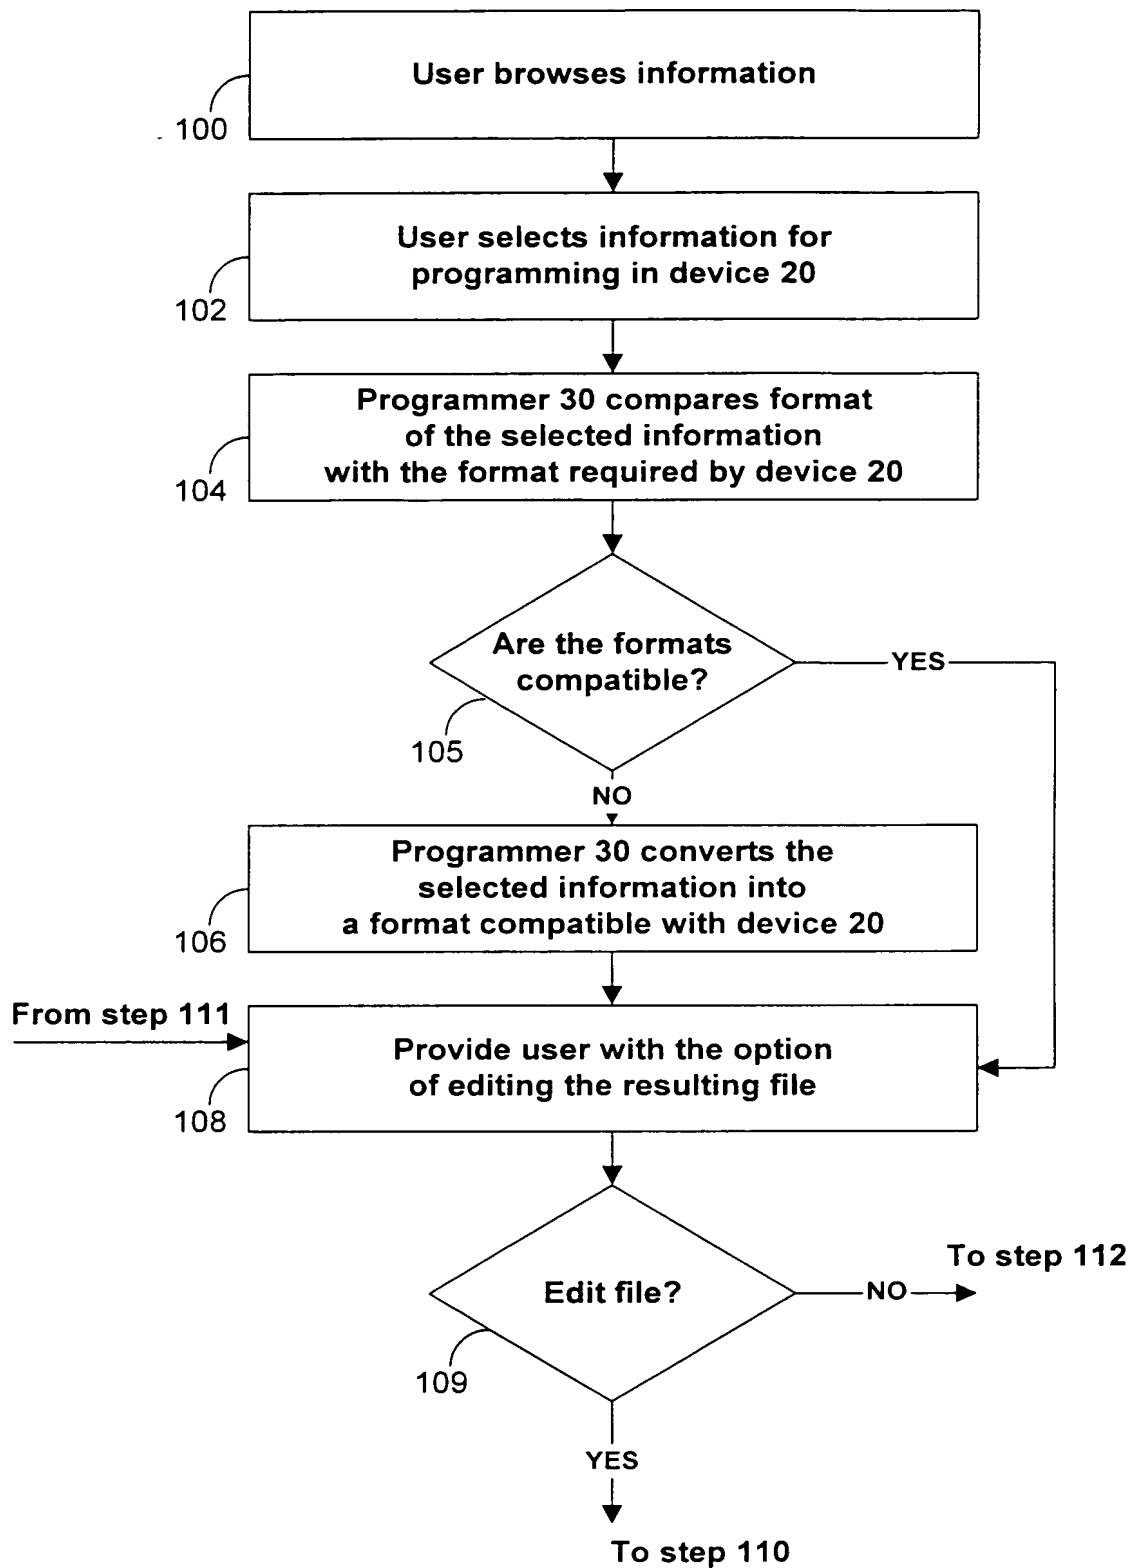 User browses information
100
User selects information for
programming in device 20
102
Programmer 30 compares format
of the selected information
with the format required by device 20
104
Are the formats
compatible?
YES
105
NO
Programmer 30 converts the
selected information into
a format compatible with device 20
106
From step 111
Provide user with the option
of editing the resulting file
108
To step 112
Edit file?
NO
109
YES
To step 110